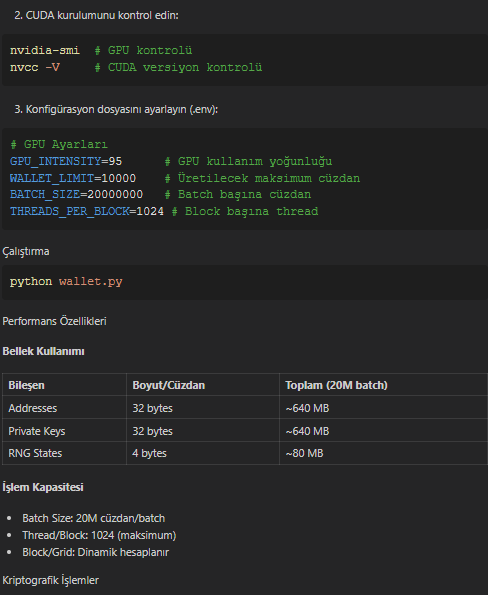 2. CUDA kurulumunu kontrol edin:
nvidia-smi  # GPU kontrolü
nvcc -V     # CUDA versiyon kontrolü
3. Konfigürasyon dosyasını ayarlayın (.env):
# GPU Ayarları
GPU_INTENSITY=95       # GPU kullanım yoğunluğu
WALLET_LIMIT=10000     # Üretilecek maksimum cüzdan
BATCH_SIZE=20000000    # Batch başına cüzdan
THREADS_PER_BLOCK=1024 # Block başına thread
Çalıştırma
python wallet.py
Performans Özellikleri
Bellek Kullanımı
Bileşen Boyut/Cüzdan Toplam (20M batch)
Addresses 32 bytes ~640 MB
Private Keys 32 bytes ~640 MB
RNG States 4 bytes ~80 MB
İşlem Kapasitesi
• Batch Size: 20M cüzdan/batch
• Thread/Block: 1024 (maksimum)
• Block/Grid: Dinamik hesaplanır
Kriptografik İşlemler